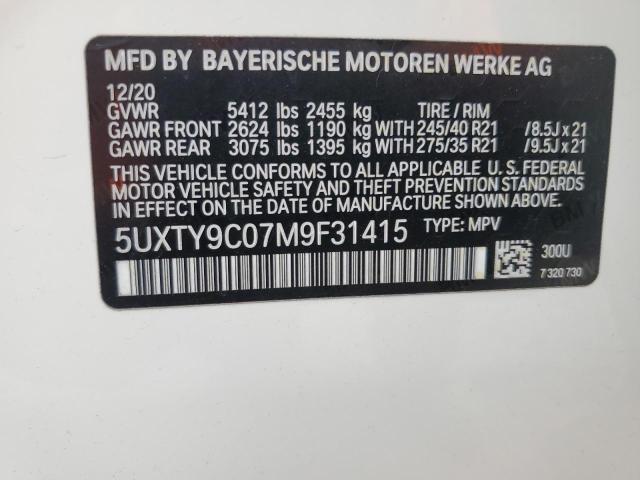 MFD BY BAYERISCHE MOTOREN WERKE AG
12/20
GVWR 5412 lbs 2455 kg TIRE / RIM
GAWR FRONT 2624 lbs 1190 kg WITH 245/40 R21 /8.5J x 21
GAWR REAR 3075 lbs 1395 kg WITH 275/35 R21 /9.5J x 21
THIS VEHICLE CONFORMS TO ALL APPLICABLE U. S. FEDERAL
MOTOR VEHICLE SAFETY AND THEFT PREVENTION STANDARDS
IN EFFECT ON THE DATE OF MANUFACTURE SHOWN ABOVE.
5UXTY9C07M9F31415 TYPE: MPV
300U
7 320 730